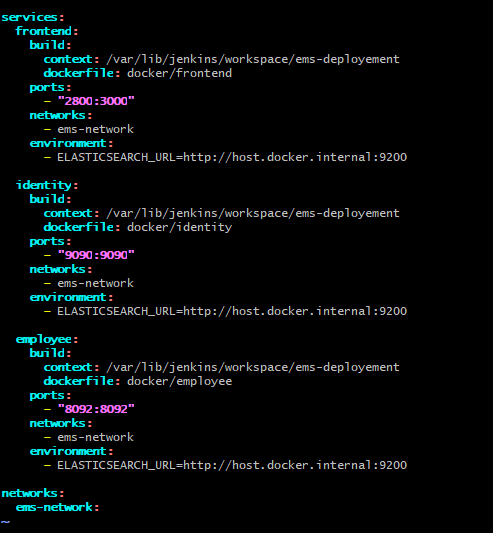 services:
  frontend:
    build:
      context: /var/lib/jenkins/workspace/ems-deployement
      dockerfile: docker/frontend
    ports:
      - "2800:3000"
    networks:
      - ems-network
    environment:
      - ELASTICSEARCH_URL=http://host.docker.internal:9200

  identity:
    build:
      context: /var/lib/jenkins/workspace/ems-deployement
      dockerfile: docker/identity
    ports:
      - "9090:9090"
    networks:
      - ems-network
    environment:
      - ELASTICSEARCH_URL=http://host.docker.internal:9200

  employee:
    build:
      context: /var/lib/jenkins/workspace/ems-deployement
      dockerfile: docker/employee
    ports:
      - "8092:8092"
    networks:
      - ems-network
    environment:
      - ELASTICSEARCH_URL=http://host.docker.internal:9200

networks:
  ems-network:
~